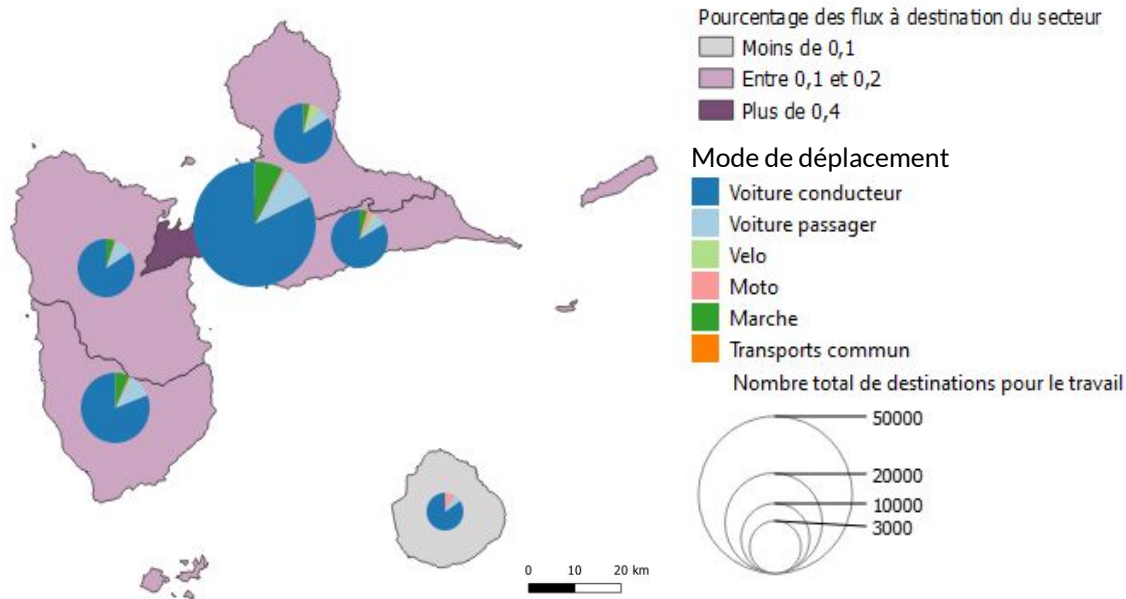 Pourcentage des flux à destination du secteur
Moins de 0,1
Entre 0,1 et 0,2
Plus de 0,4
Mode de déplacement
Voiture conducteur
Voiture passager
Velo
Moto
Marche
Transports commun
Nombre total de destinations pour le travail
50000
20000
10000
3000
0 10 20 km